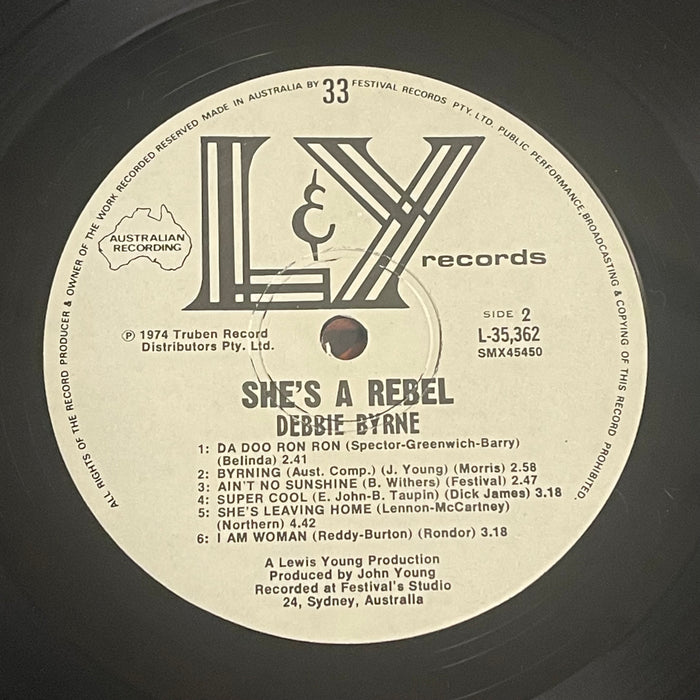 ALL RIGHTS OF THE RECORD PRODUCER & OWNER OF THE WORK RECORDED RESERVED MADE IN AUSTRALIA BY FESTIVAL RECORDS PTY. LTD. PUBLIC PERFORMANCE, BROADCASTING & COPYING OF THIS RECORD PROHIBITED.
33
L&Y
records
AUSTRALIAN
RECORDING
SIDE 2
L-35,362
SMX45450
Ⓟ 1974 Truben Record
Distributors Pty. Ltd.
SHE'S A REBEL
DEBBIE BYRNE
1: DA DOO RON RON (Spector-Greenwich-Barry)
(Belinda) 2.41
2: BYRNING (Aust. Comp.) (J. Young) (Morris) 2.58
3: AIN'T NO SUNSHINE (B. Withers) (Festival) 2.47
4: SUPER COOL (E. John-B. Taupin) (Dick James) 3.18
5: SHE'S LEAVING HOME (Lennon-McCartney)
(Northern) 4.42
6: I AM WOMAN (Reddy-Burton) (Rondor) 3.18
A Lewis Young Production
Produced by John Young
Recorded at Festival's Studio
24, Sydney, Australia